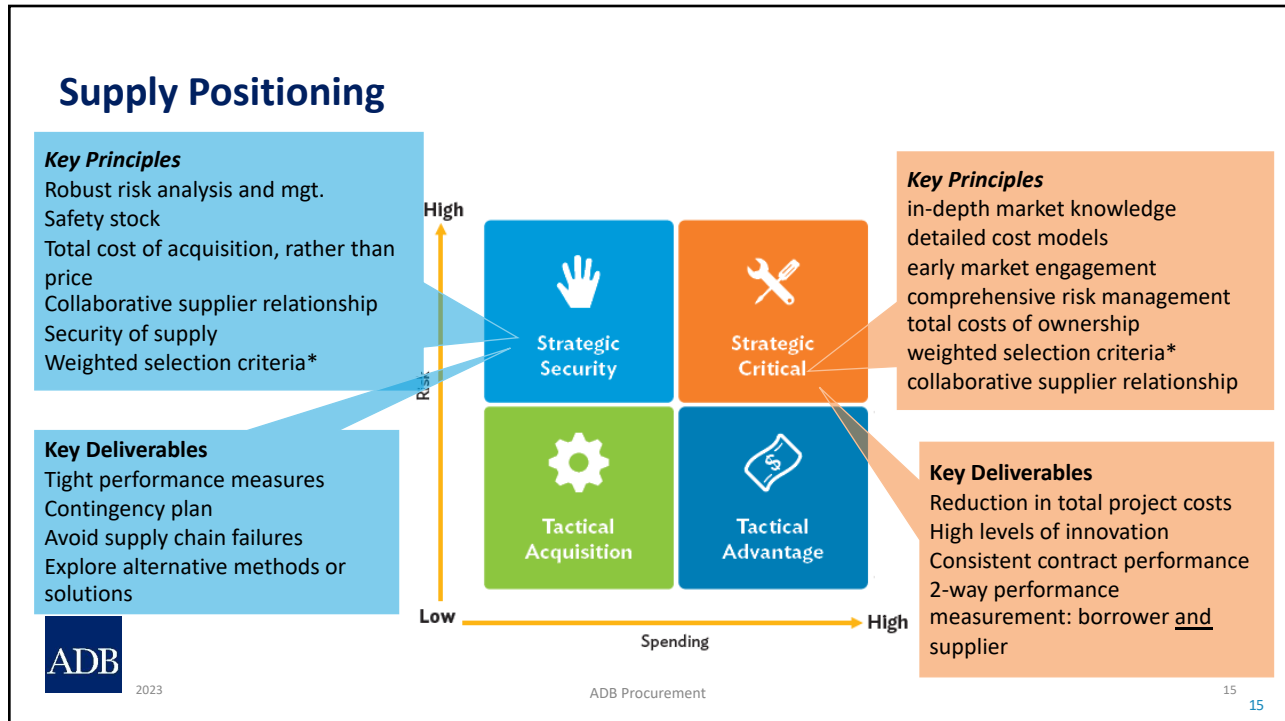 Supply Positioning
Key Principles
Robust risk analysis and mgt.
Safety stock
Total cost of acquisition, rather than
price
Collaborative supplier relationship
Security of supply
Weighted selection criteria*
Key Deliverables
Tight performance measures
Contingency plan
Avoid supply chain failures
Explore alternative methods or
solutions
High
Risk
Low
Strategic
Security
Strategic
Critical
Tactical
Acquisition
Tactical
Advantage
Spending
High
Key Principles
in-depth market knowledge
detailed cost models
early market engagement
comprehensive risk management
total costs of ownership
weighted selection criteria*
collaborative supplier relationship
Key Deliverables
Reduction in total project costs
High levels of innovation
Consistent contract performance
2-way performance
measurement: borrower and
supplier
ADB
2023
ADB Procurement
15
15